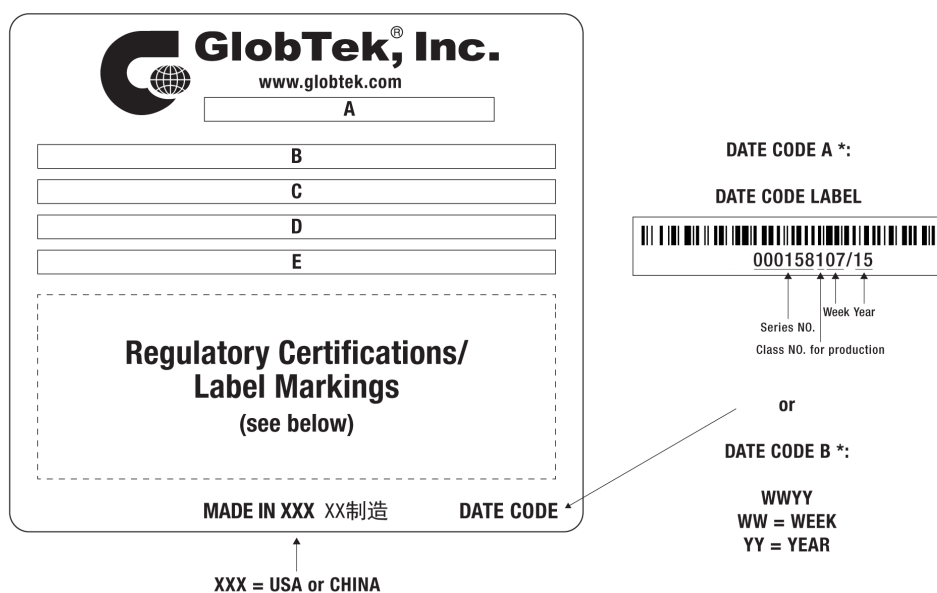 GlobTek,® Inc.
www.globtek.com
A
B
C
D
E
Regulatory Certifications/
Label Markings
(see below)
MADE IN XXX XX制造
DATE CODE
XXX = USA or CHINA
DATE CODE A *:
DATE CODE LABEL
000158107/15
Week Year
Series NO.
Class NO. for production
or
DATE CODE B *:
WWYY
WW = WEEK
YY = YEAR